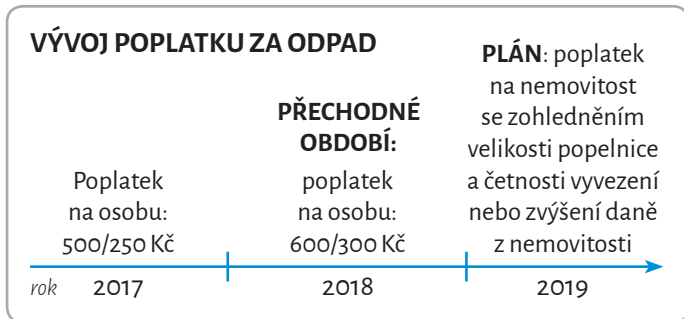 VÝVOJ POPLATKU ZA ODPAD
Poplatek
na osobu:
500/250 Kč
PŘECHODNÉ
OBDOBÍ:
poplatek
na osobu:
600/300 Kč
PLÁN: poplatek
na nemovitost
se zohledněním
velikosti popelnice
a četnosti vyvezení
nebo zvýšení daně
z nemovitosti
rok 2017 2018 2019